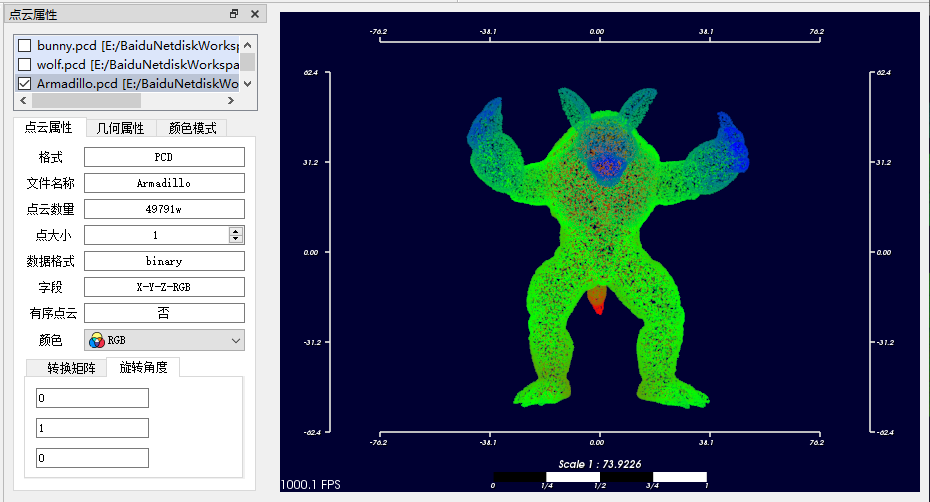 点云属性
bunny.pcd [E:/BaiduNetdiskWorksp
wolf.pcd [E:/BaiduNetdiskWorkspa
Armadillo.pcd [E:/BaiduNetdiskWo
点云属性 几何属性 颜色模式
格式 PCD
文件名称 Armadillo
点云数量 49791w
点大小 1
数据格式 binary
字段 X-Y-Z-RGB
有序点云 否
颜色 RGB
转换矩阵 旋转角度
0
1
0
-76.2 -38.1 0.00 38.1 76.2
62.4 62.4
31.2 31.2
0.00 0.00
-31.2 -31.2
-62.4 -62.4
-76.2 -38.1 0.00 38.1 76.2
Scale 1 : 73.9226
0 1/4 1/2 3/4 1
1000.1 FPS